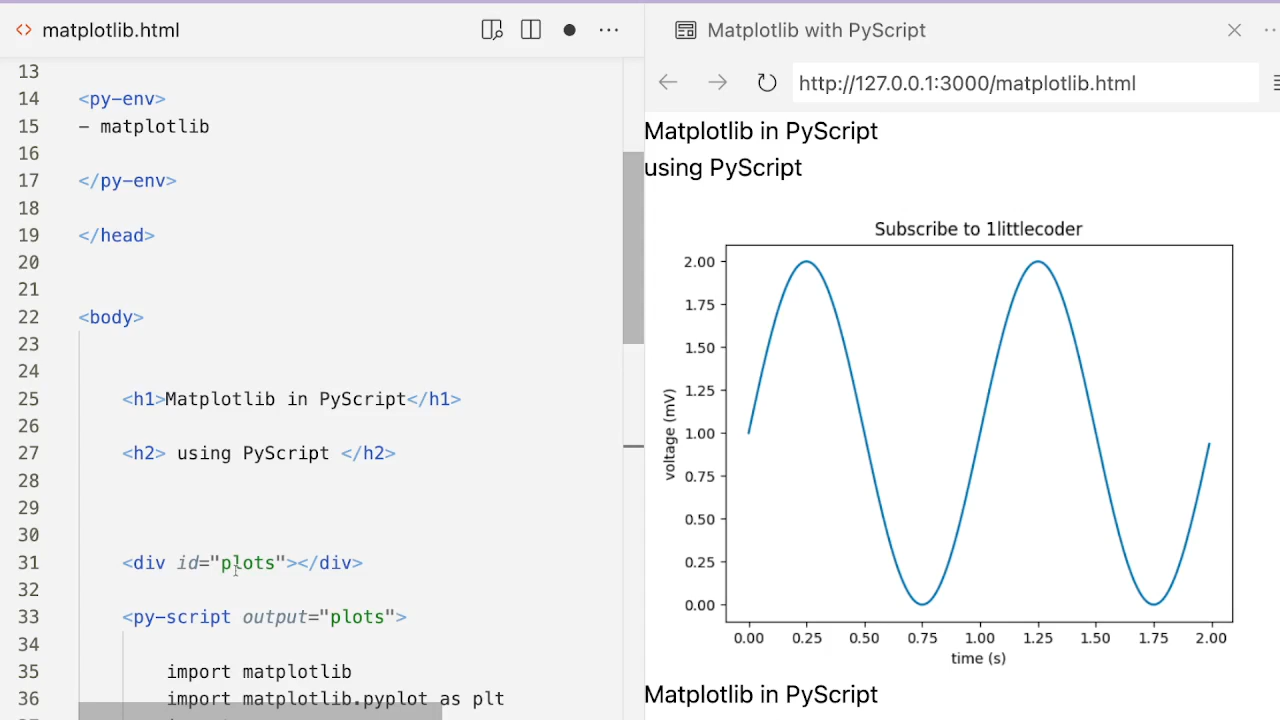 <> matplotlib.html
13
14 <py-env>
15 - matplotlib
16
17 </py-env>
18
19 </head>
20
21
22 <body>
23
24
25 <h1>Matplotlib in PyScript</h1>
26
27 <h2> using PyScript </h2>
28
29
30
31 <div id="plots"></div>
32
33 <py-script output="plots">
34
35 import matplotlib
36 import matplotlib.pyplot as plt
Matplotlib with PyScript
http://127.0.0.1:3000/matplotlib.html
Matplotlib in PyScript
using PyScript
Subscribe to 1littlecoder
2.00
1.75
1.50
1.25
1.00
0.75
0.50
0.25
0.00
voltage (mV)
0.00 0.25 0.50 0.75 1.00 1.25 1.50 1.75 2.00
time (s)
Matplotlib in PyScript